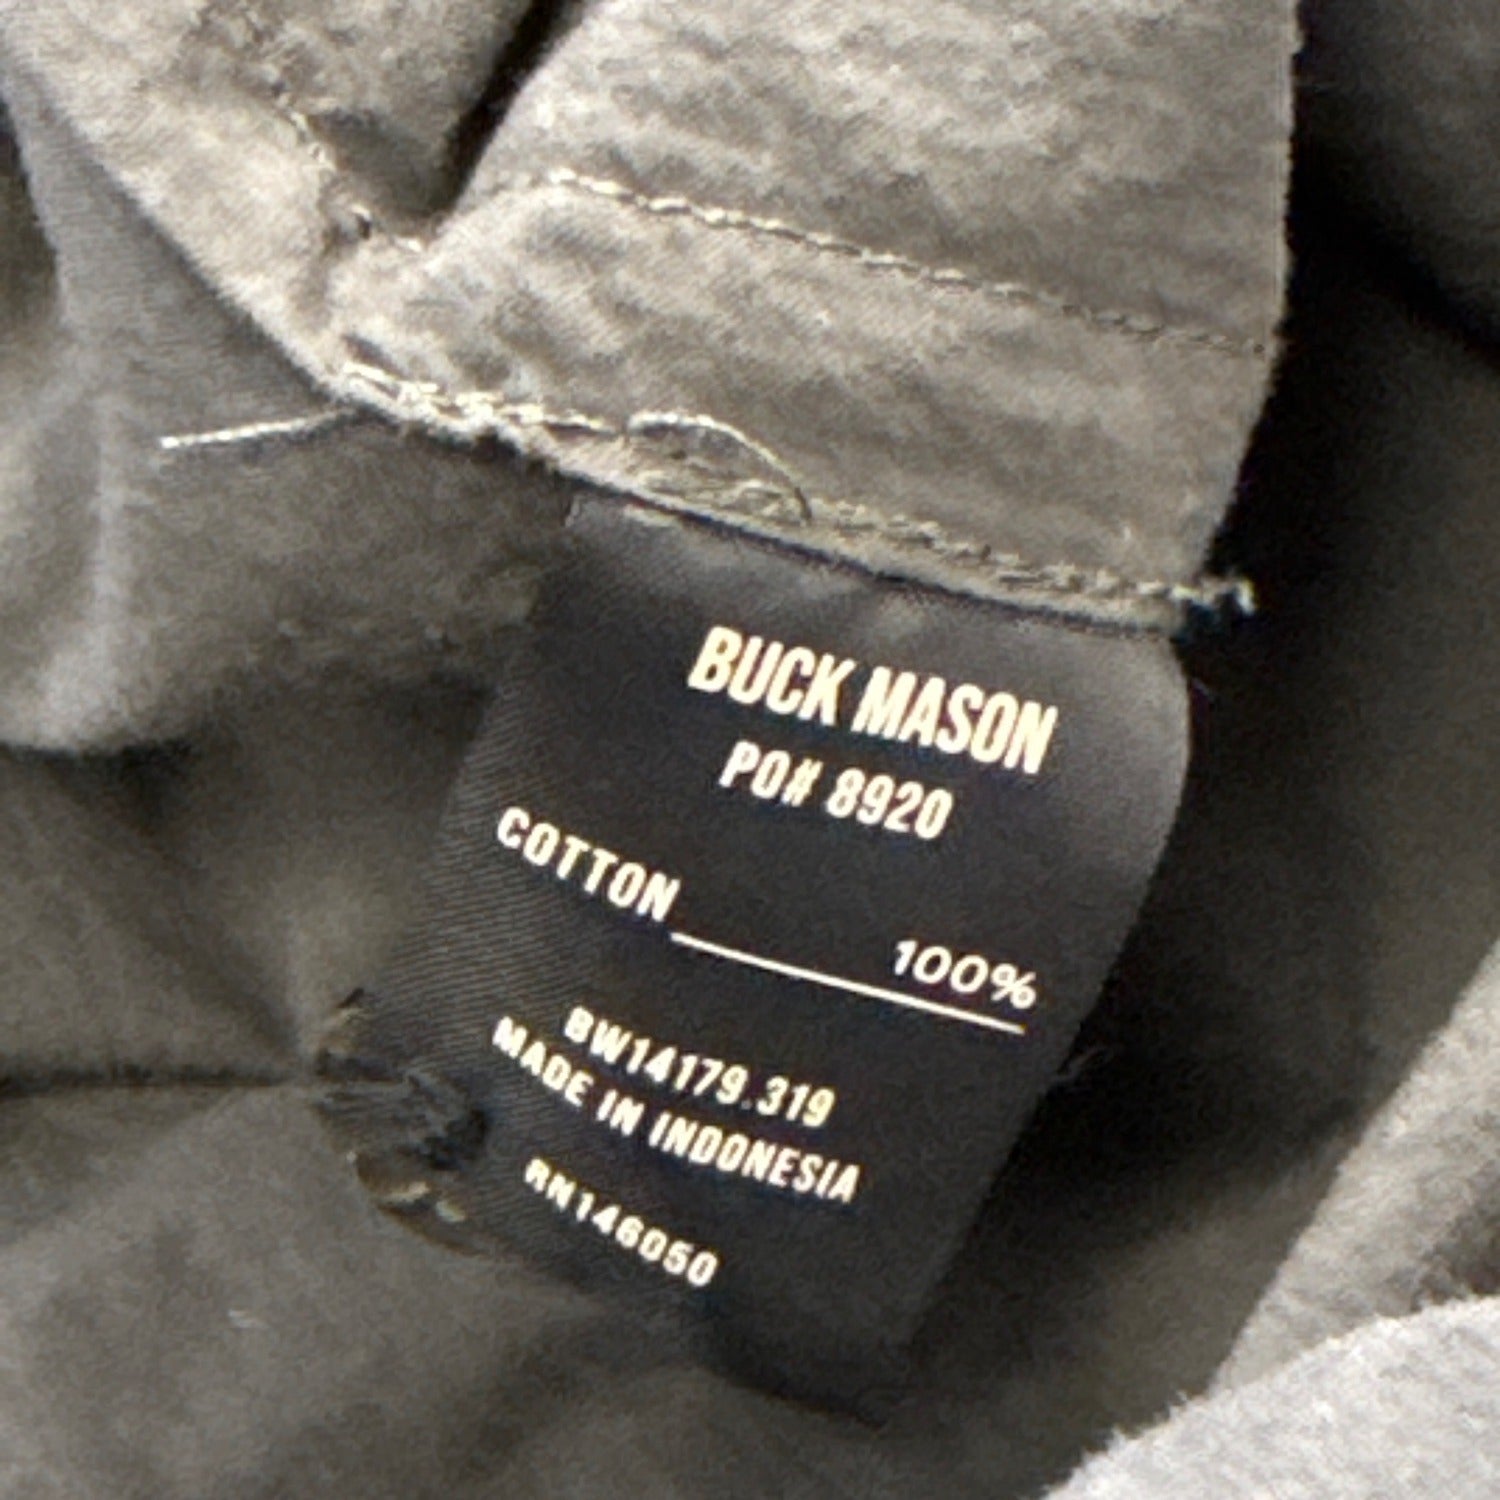 BUCK MASON
PO# 8920
COTTON 100%
BW14179.319
MADE IN INDONESIA
RN146050